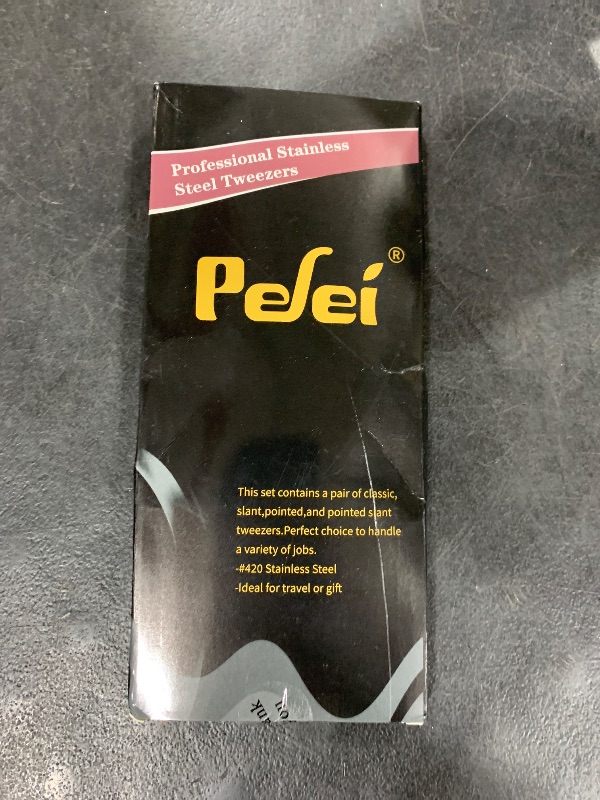 Professional Stainless
Steel Tweezers
Pesei®
This set contains a pair of classic,
slant,pointed,and pointed slant
tweezers.Perfect choice to handle
a variety of jobs.
-#420 Stainless Steel
-Ideal for travel or gift